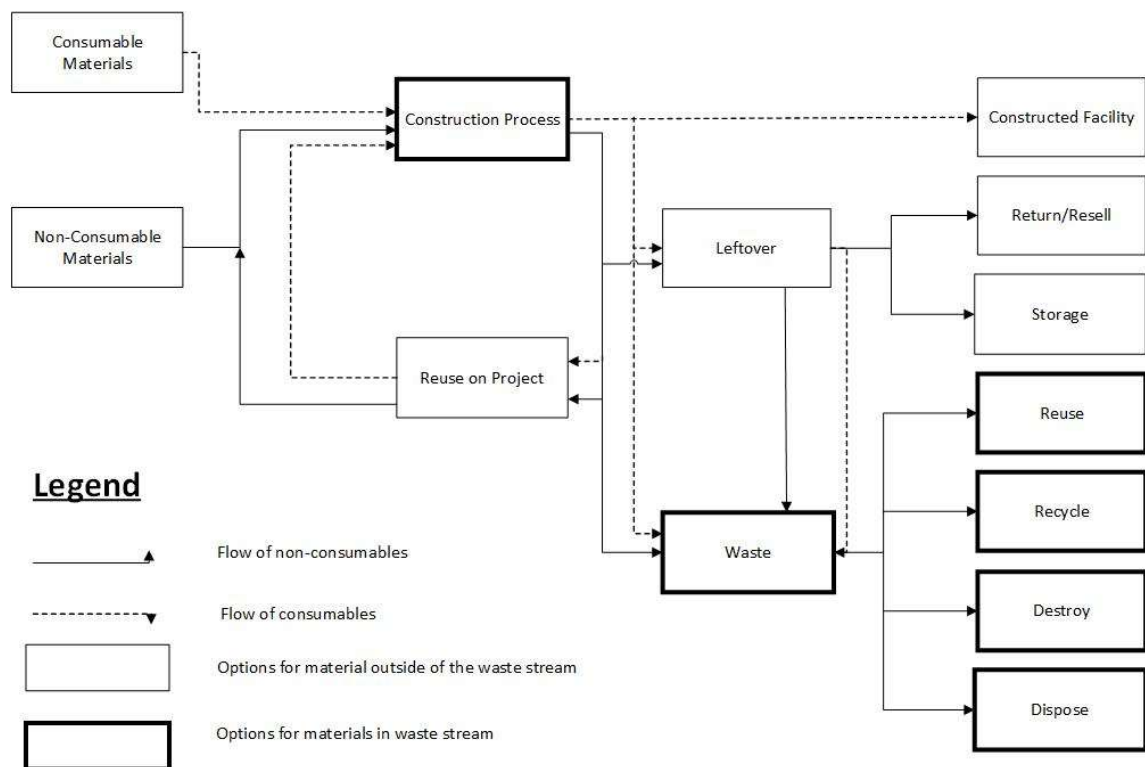 Consumable
Materials
Construction Process
Constructed Facility
Non-Consumable
Materials
Leftover
Return/Resell
Storage
Reuse on Project
Reuse
Legend
Recycle
Waste
Flow of non-consumables
Flow of consumables
Destroy
Options for material outside of the waste stream
Dispose
Options for materials in waste stream